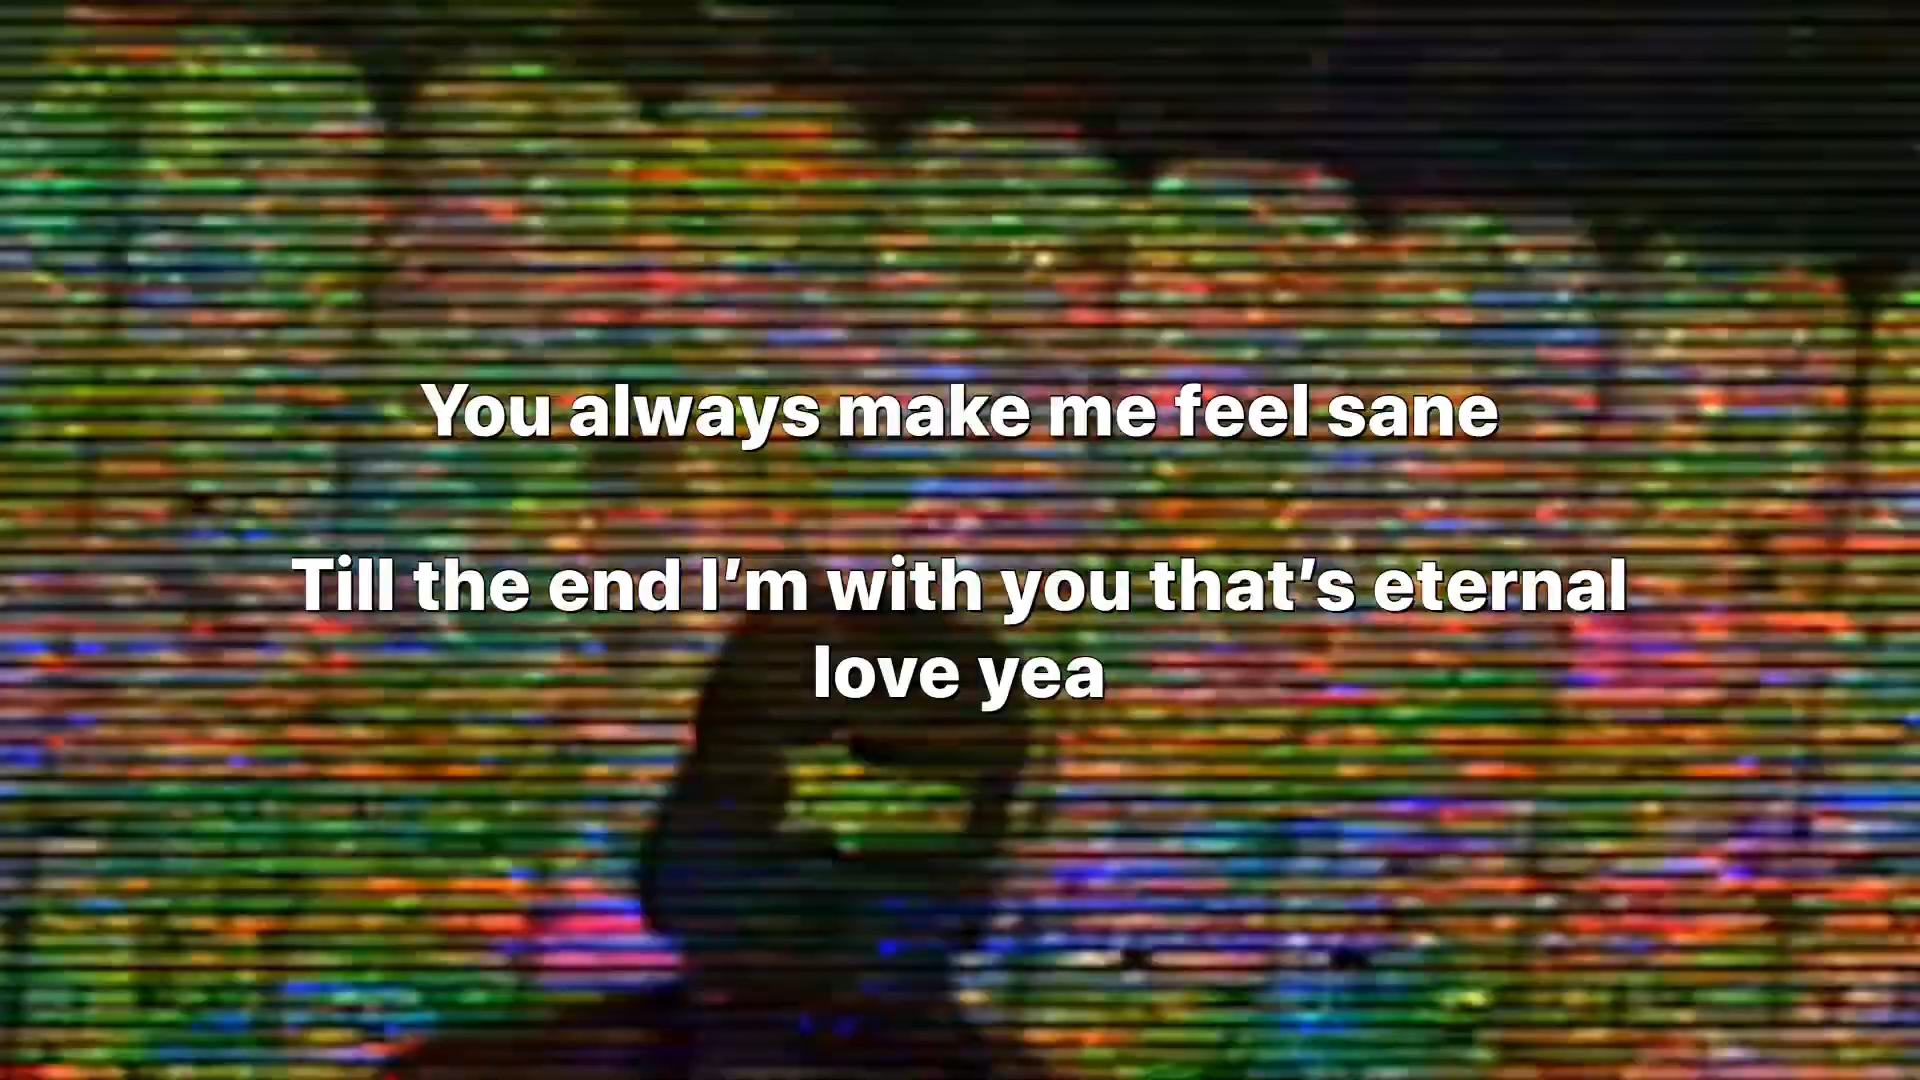 You always make me feel sane
Till the end I’m with you that’s eternal
love yea